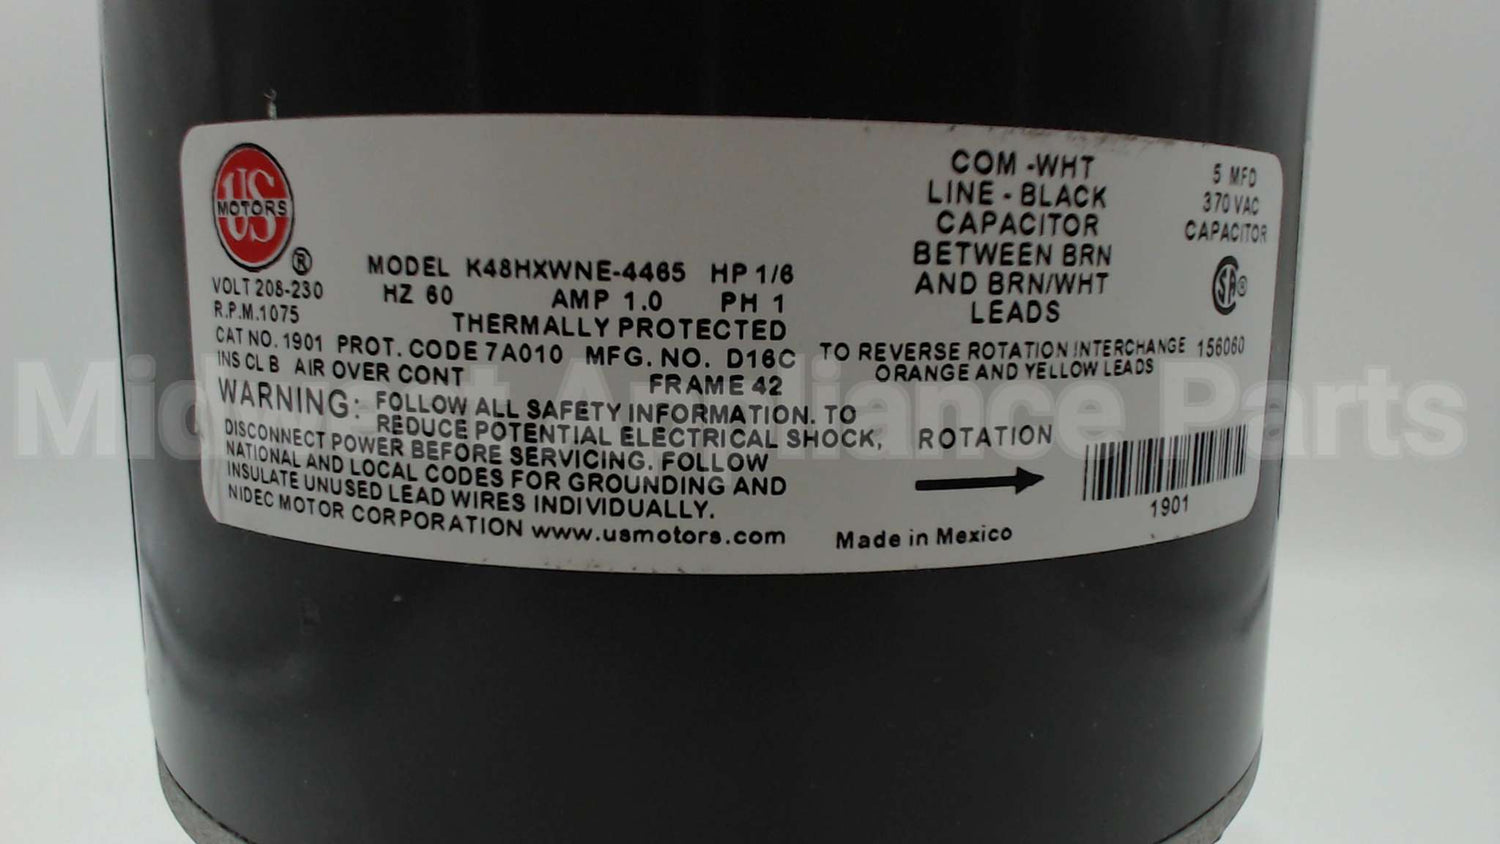 US
MOTORS
®
VOLT 208-230
R.P.M.1075
CAT NO. 1901
INS CL B AIR OVER CONT
MODEL K48HXWNE-4465 HP 1/6
HZ 60 AMP 1.0 PH 1
THERMALLY PROTECTED
PROT. CODE 7A010 MFG. NO. D16C
FRAME 42
WARNING: FOLLOW ALL SAFETY INFORMATION. TO
REDUCE POTENTIAL ELECTRICAL SHOCK,
DISCONNECT POWER BEFORE SERVICING. FOLLOW
NATIONAL AND LOCAL CODES FOR GROUNDING AND
INSULATE UNUSED LEAD WIRES INDIVIDUALLY.
NIDEC MOTOR CORPORATION www.usmotors.com
COM -WHT
LINE - BLACK
CAPACITOR
BETWEEN BRN
AND BRN/WHT
LEADS
5 MFD
370 VAC
CAPACITOR
SA®
TO REVERSE ROTATION INTERCHANGE 156060
ORANGE AND YELLOW LEADS
ROTATION
1901
Made in Mexico
Midwest Appliance Parts